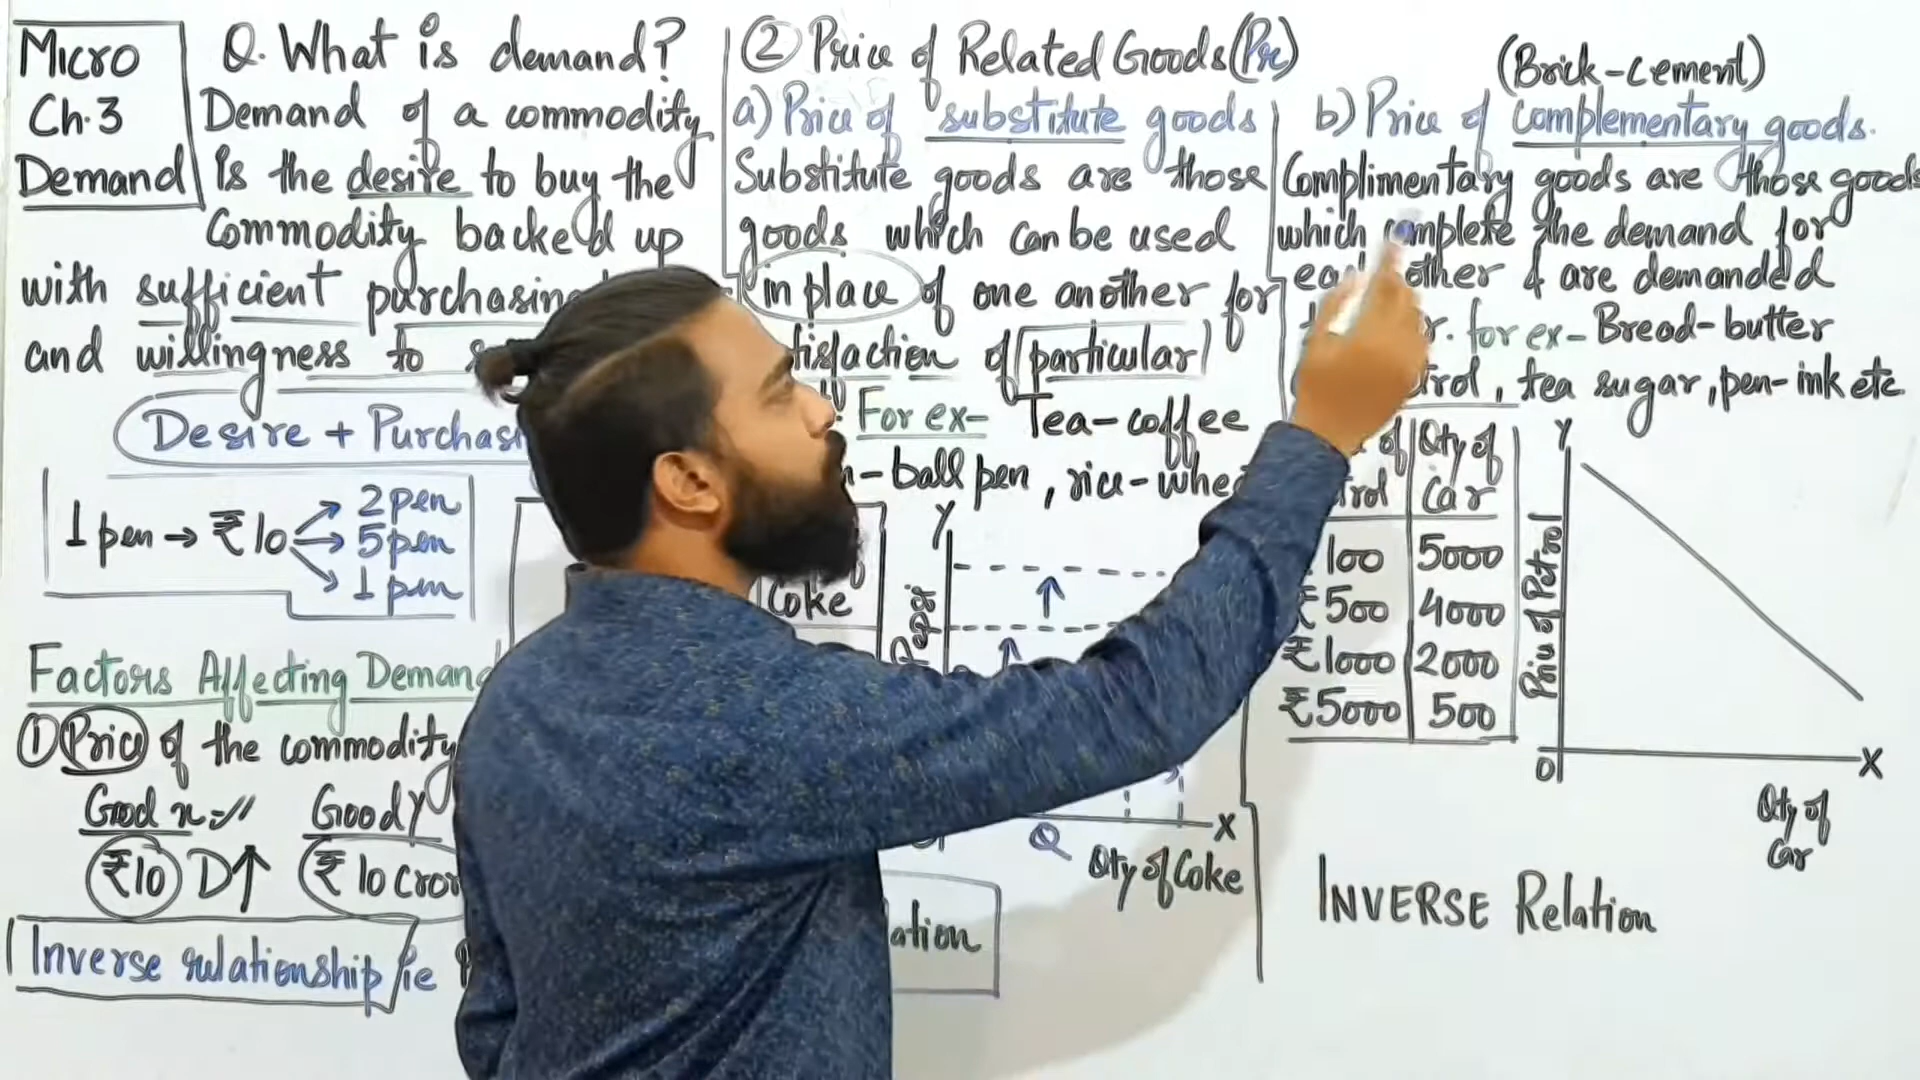 Micro
Ch.3
Demand
Q. What is demand?
Demand of a commodity
is the desire to buy the
Commodity backed up
with sufficient purchasing
and willingness to
Desire +
1 pen → ₹10
2 pen
5 pen
1 pen
Factors Affecting Demand
① Price of the commodity
Good x
Good Y
₹10 D↑
₹10
Inverse relationship ie
② Price of Related Goods (Pr)
a) Price of substitute goods
Substitute goods are those
goods which can be used
in place of one another for
of particular
For ex- Tea-coffee
-ball pen, rice-
Coke
Y
Q
X
Qty of Coke
(Brick-cement)
b) Price of complementary goods.
Complimentary goods are those goods
which complete the demand for
other & are demanded
for ex- Bread-butter
, tea sugar, pen-ink etc
of
Qty of
Car
100 5000
₹500 4000
₹1000 2000
₹5000 500
Y
Price of Petrol
O
X
Qty of
Car
INVERSE Relation